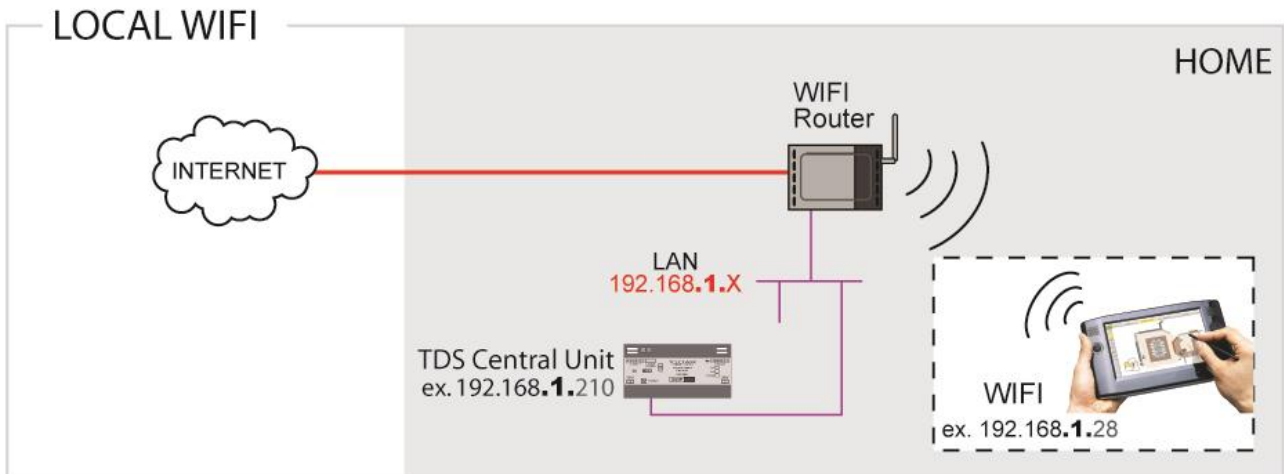 LOCAL WIFI
HOME
WIFI
Router
INTERNET
LAN
192.168.1.X
TDS Central Unit
ex. 192.168.1.210
WIFI
ex. 192.168.1.28